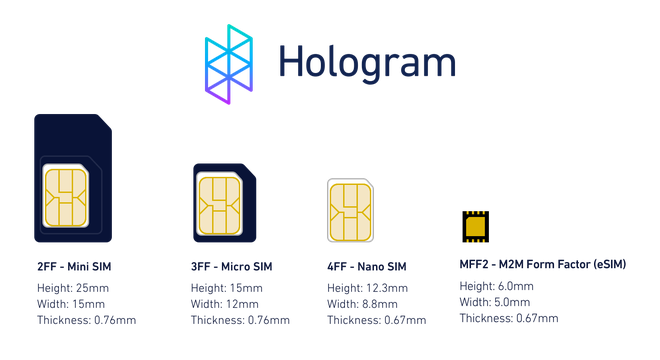 Hologram
2FF - Mini SIM
Height: 25mm
Width: 15mm
Thickness: 0.76mm
3FF - Micro SIM
Height: 15mm
Width: 12mm
Thickness: 0.76mm
4FF - Nano SIM
Height: 12.3mm
Width: 8.8mm
Thickness: 0.67mm
MFF2 - M2M Form Factor (eSIM)
Height: 6.0mm
Width: 5.0mm
Thickness: 0.67mm